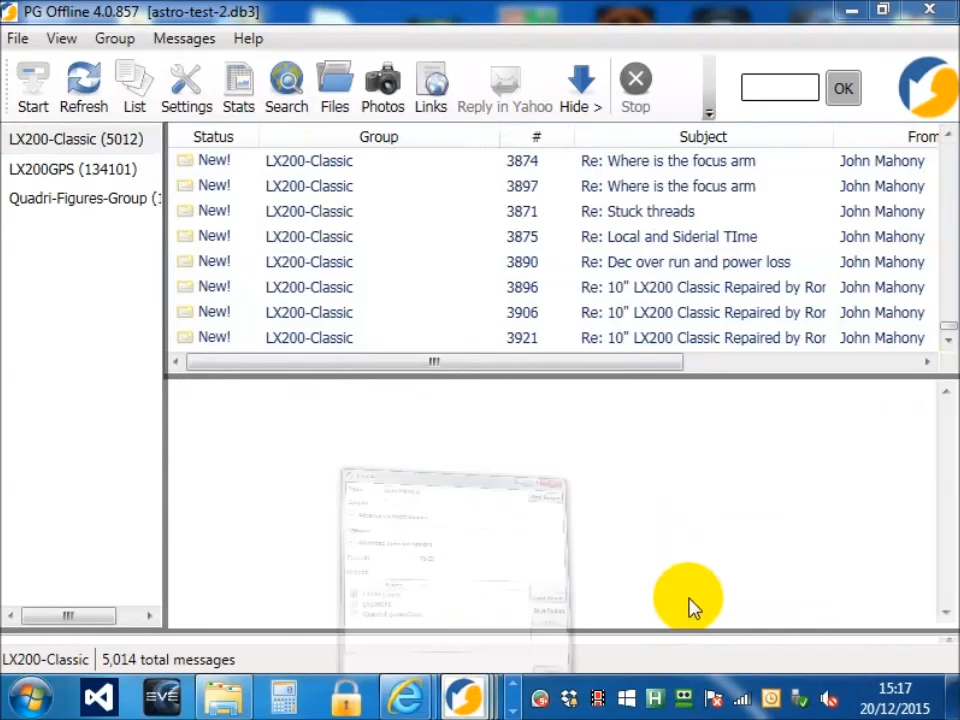 PG Offline 4.0.857 [astro-test-2.db3]
File View Group Messages Help
Start Refresh List Settings Stats Search Files Photos Links Reply in Yahoo Hide > Stop OK
LX200-Classic (5012)
LX200GPS (134101)
Quadri-Figures-Group (1
Status Group # Subject From
New! LX200-Classic 3874 Re: Where is the focus arm John Mahony
New! LX200-Classic 3897 Re: Where is the focus arm John Mahony
New! LX200-Classic 3871 Re: Stuck threads John Mahony
New! LX200-Classic 3875 Re: Local and Siderial TIme John Mahony
New! LX200-Classic 3890 Re: Dec over run and power loss John Mahony
New! LX200-Classic 3896 Re: 10" LX200 Classic Repaired by Ror John Mahony
New! LX200-Classic 3906 Re: 10" LX200 Classic Repaired by Ror John Mahony
New! LX200-Classic 3921 Re: 10" LX200 Classic Repaired by Ror John Mahony
LX200-Classic 5,014 total messages
EVE
15:17
20/12/2015